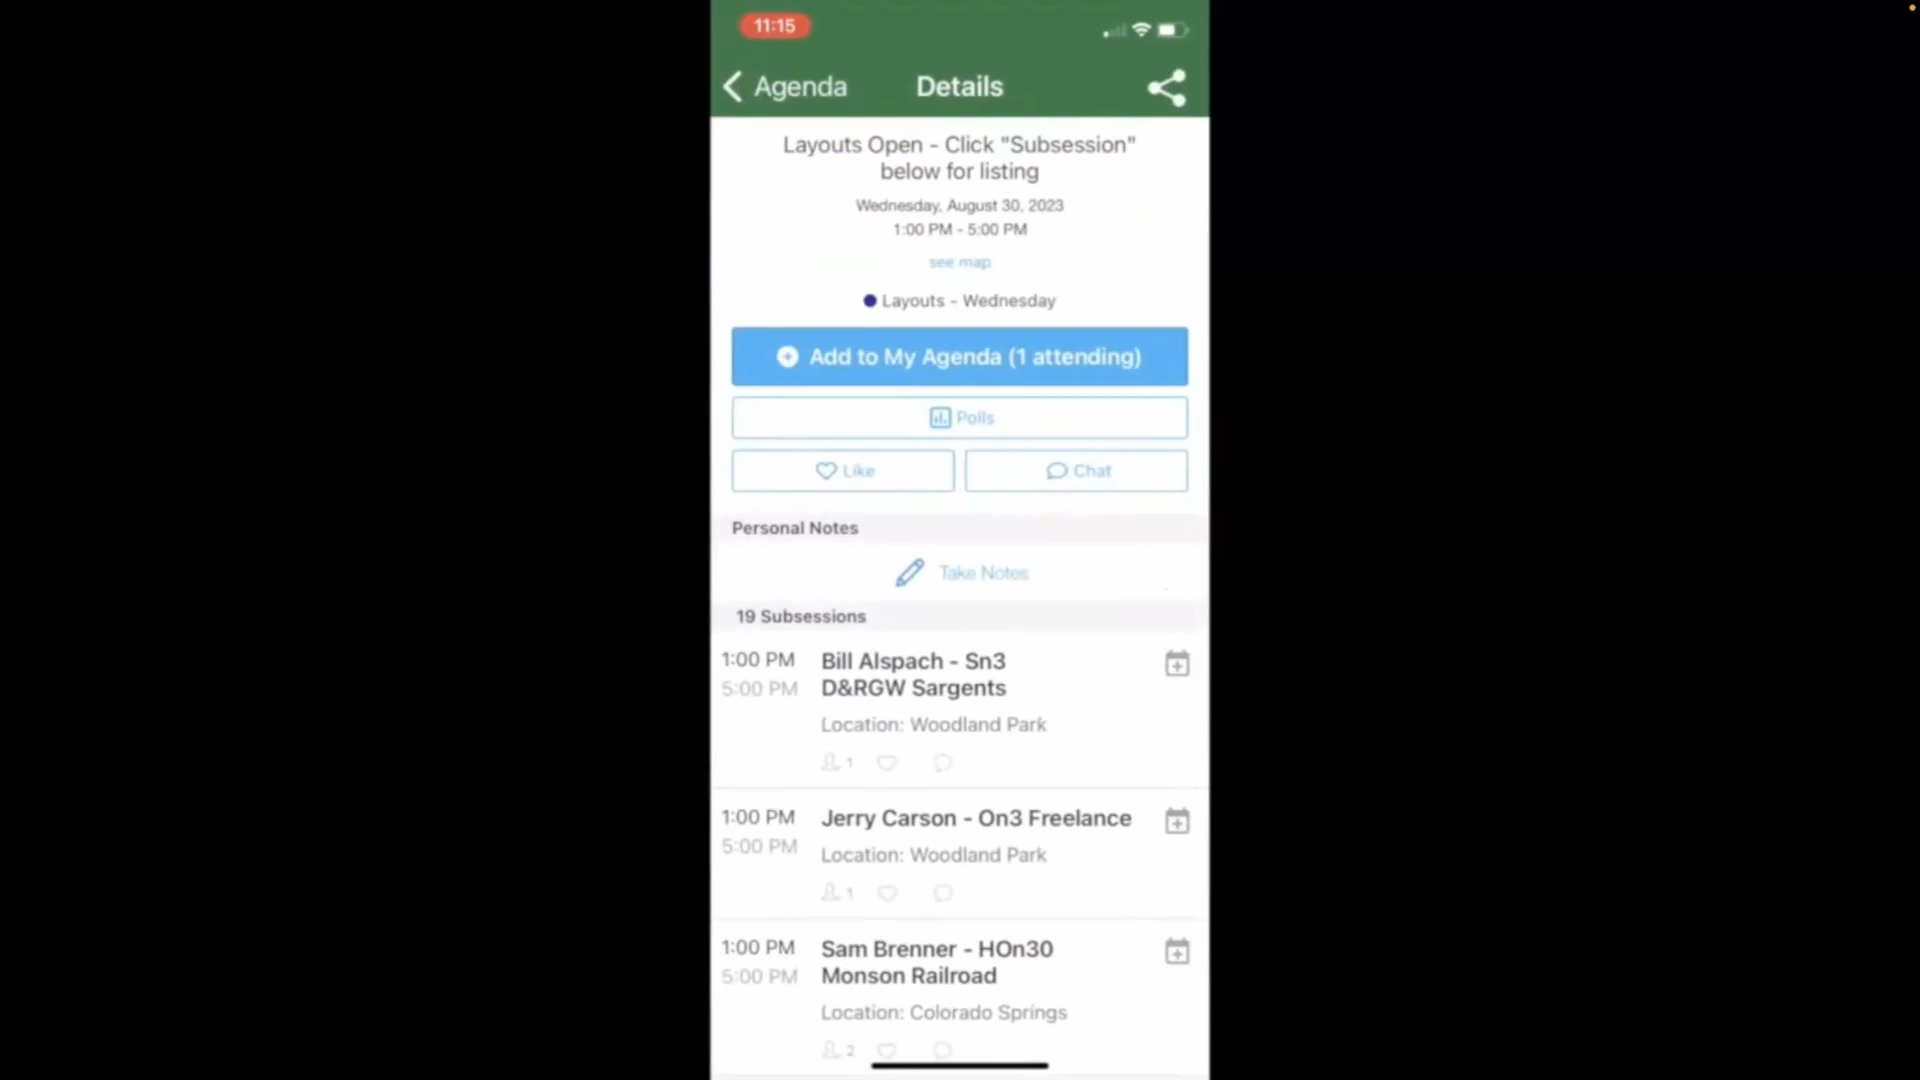 11:15
Agenda
Details
Layouts Open - Click "Subsession"
below for listing
Wednesday, August 30, 2023
1:00 PM - 5:00 PM
see map
Layouts - Wednesday
Add to My Agenda (1 attending)
Polls
Like
Chat
Personal Notes
Take Notes
19 Subsessions
1:00 PM
5:00 PM
Bill Alspach - Sn3
D&RGW Sargents
Location: Woodland Park
1
1:00 PM
5:00 PM
Jerry Carson - On3 Freelance
Location: Woodland Park
1
1:00 PM
5:00 PM
Sam Brenner - HOn30
Monson Railroad
Location: Colorado Springs
2